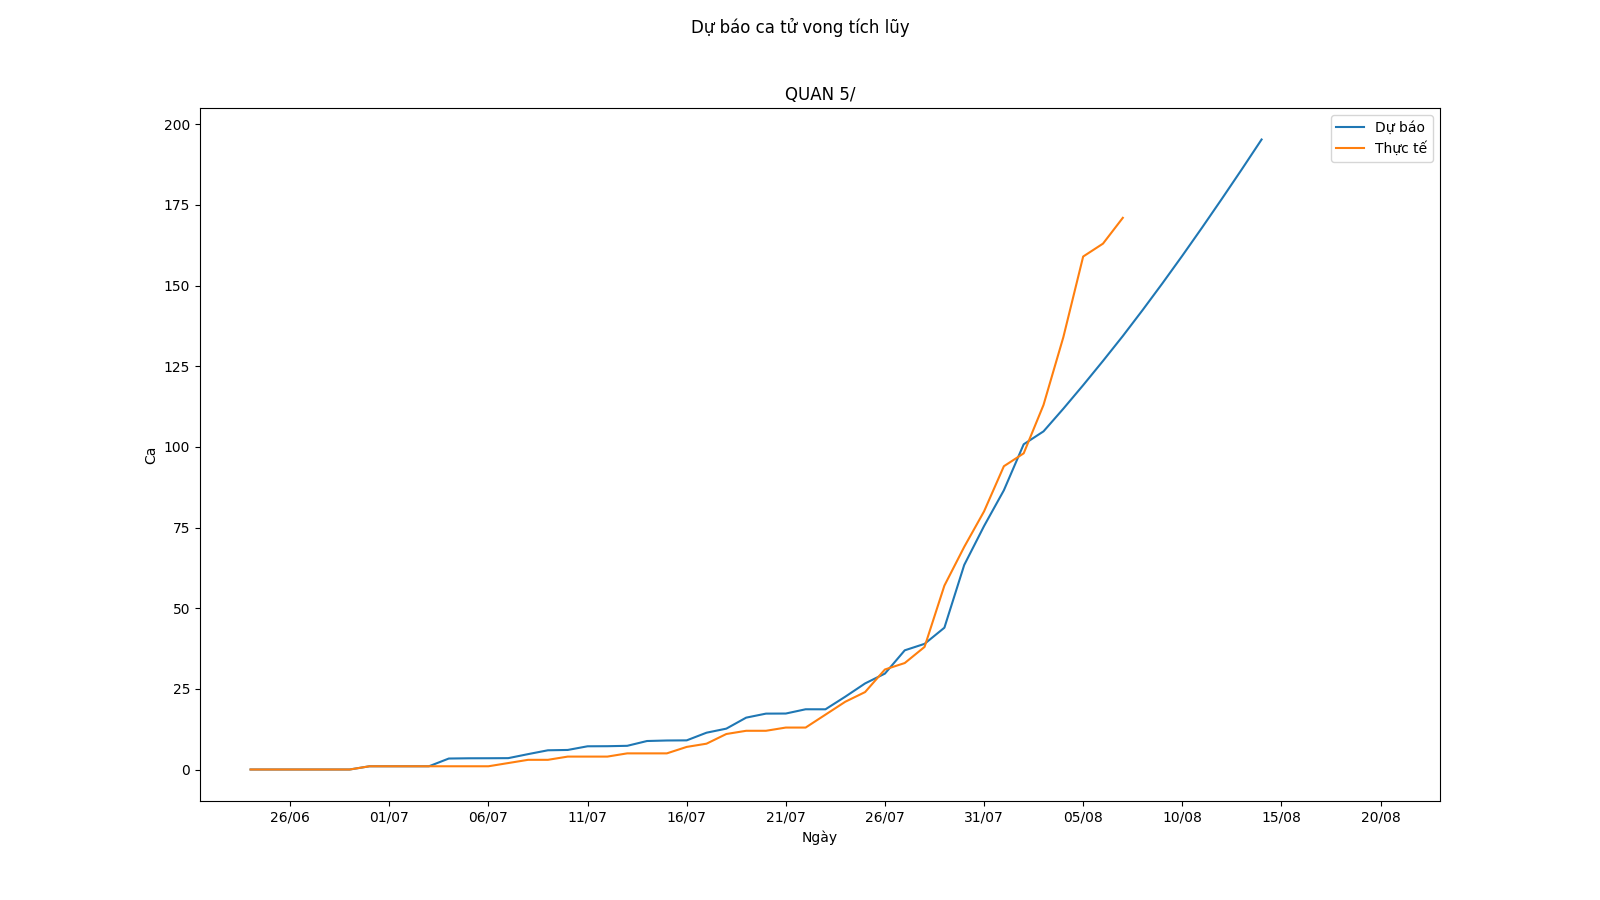 Dự báo ca tử vong tích lũy
QUAN 5/
Dự báo
Thực tế
200
175
150
125
100
75
50
25
0
Ca
26/06 01/07 06/07 11/07 16/07 21/07 26/07 31/07 05/08 10/08 15/08 20/08
Ngày